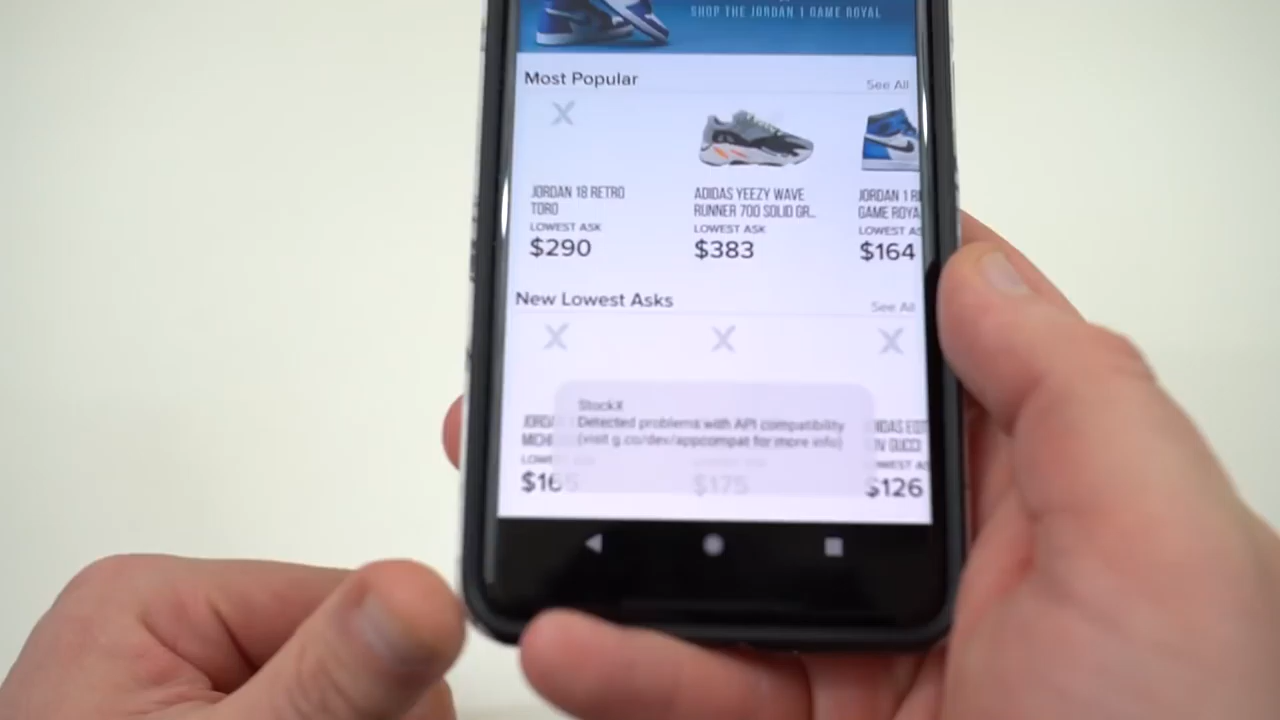 SHOP THE JORDAN 1 GAME ROYAL
Most Popular
See All
JORDAN 18 RETRO
TORO
LOWEST ASK
$290
ADIDAS YEEZY WAVE
RUNNER 700 SOLID GR...
LOWEST ASK
$383
JORDAN 1 R
GAME ROYA
LOWEST AS
$164
New Lowest Asks
See All
StockX
Detected problems with API compatibility
(visit g.co/dev/appcompat for more info)
$165
$175
$126